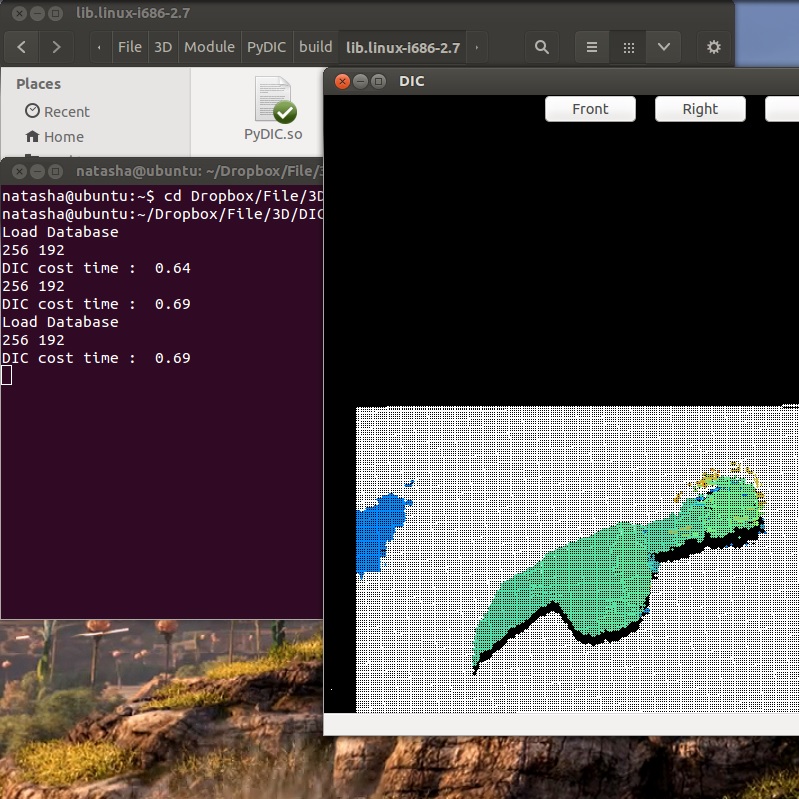 lib.linux-i686-2.7
File 3D Module PyDIC build lib.linux-i686-2.7
Places
Recent
Home
PyDIC.so
DIC
Front Right
natasha@ubuntu: ~/Dropbox/File/3
natasha@ubuntu:~$ cd Dropbox/File/3D
natasha@ubuntu:~/Dropbox/File/3D/DIC
Load Database
256 192
DIC cost time :  0.64
256 192
DIC cost time :  0.69
Load Database
256 192
DIC cost time :  0.69